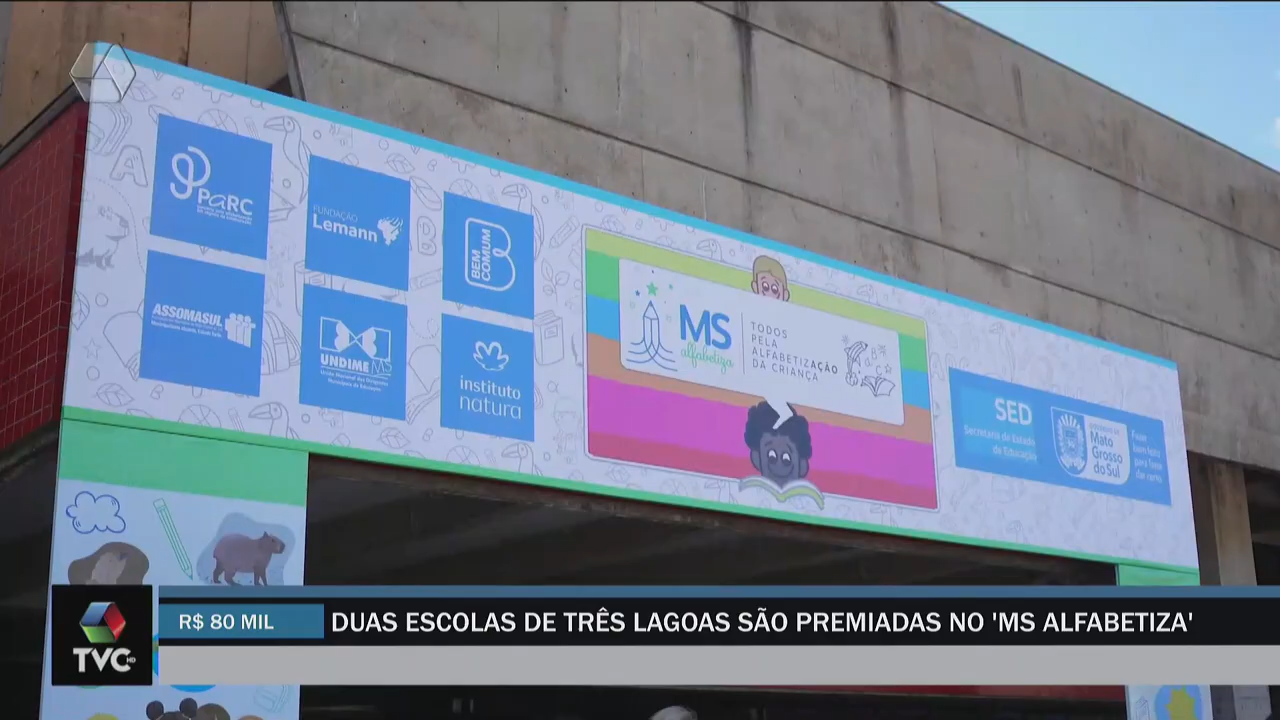 PaRC
FUNDAÇÃO
Lemann
BEM
COMUM
ASSOMASUL
UNDIME MS
instituto
natura
MS
alfabetiza
TODOS
PELA
ALFABETIZAÇÃO
DA CRIANÇA
SED
Secretaria de Estado
de Educação
Mato
Grosso
do Sul
A
B
R$ 80 MIL
DUAS ESCOLAS DE TRÊS LAGOAS SÃO PREMIADAS NO 'MS ALFABETIZA'
TVC HD